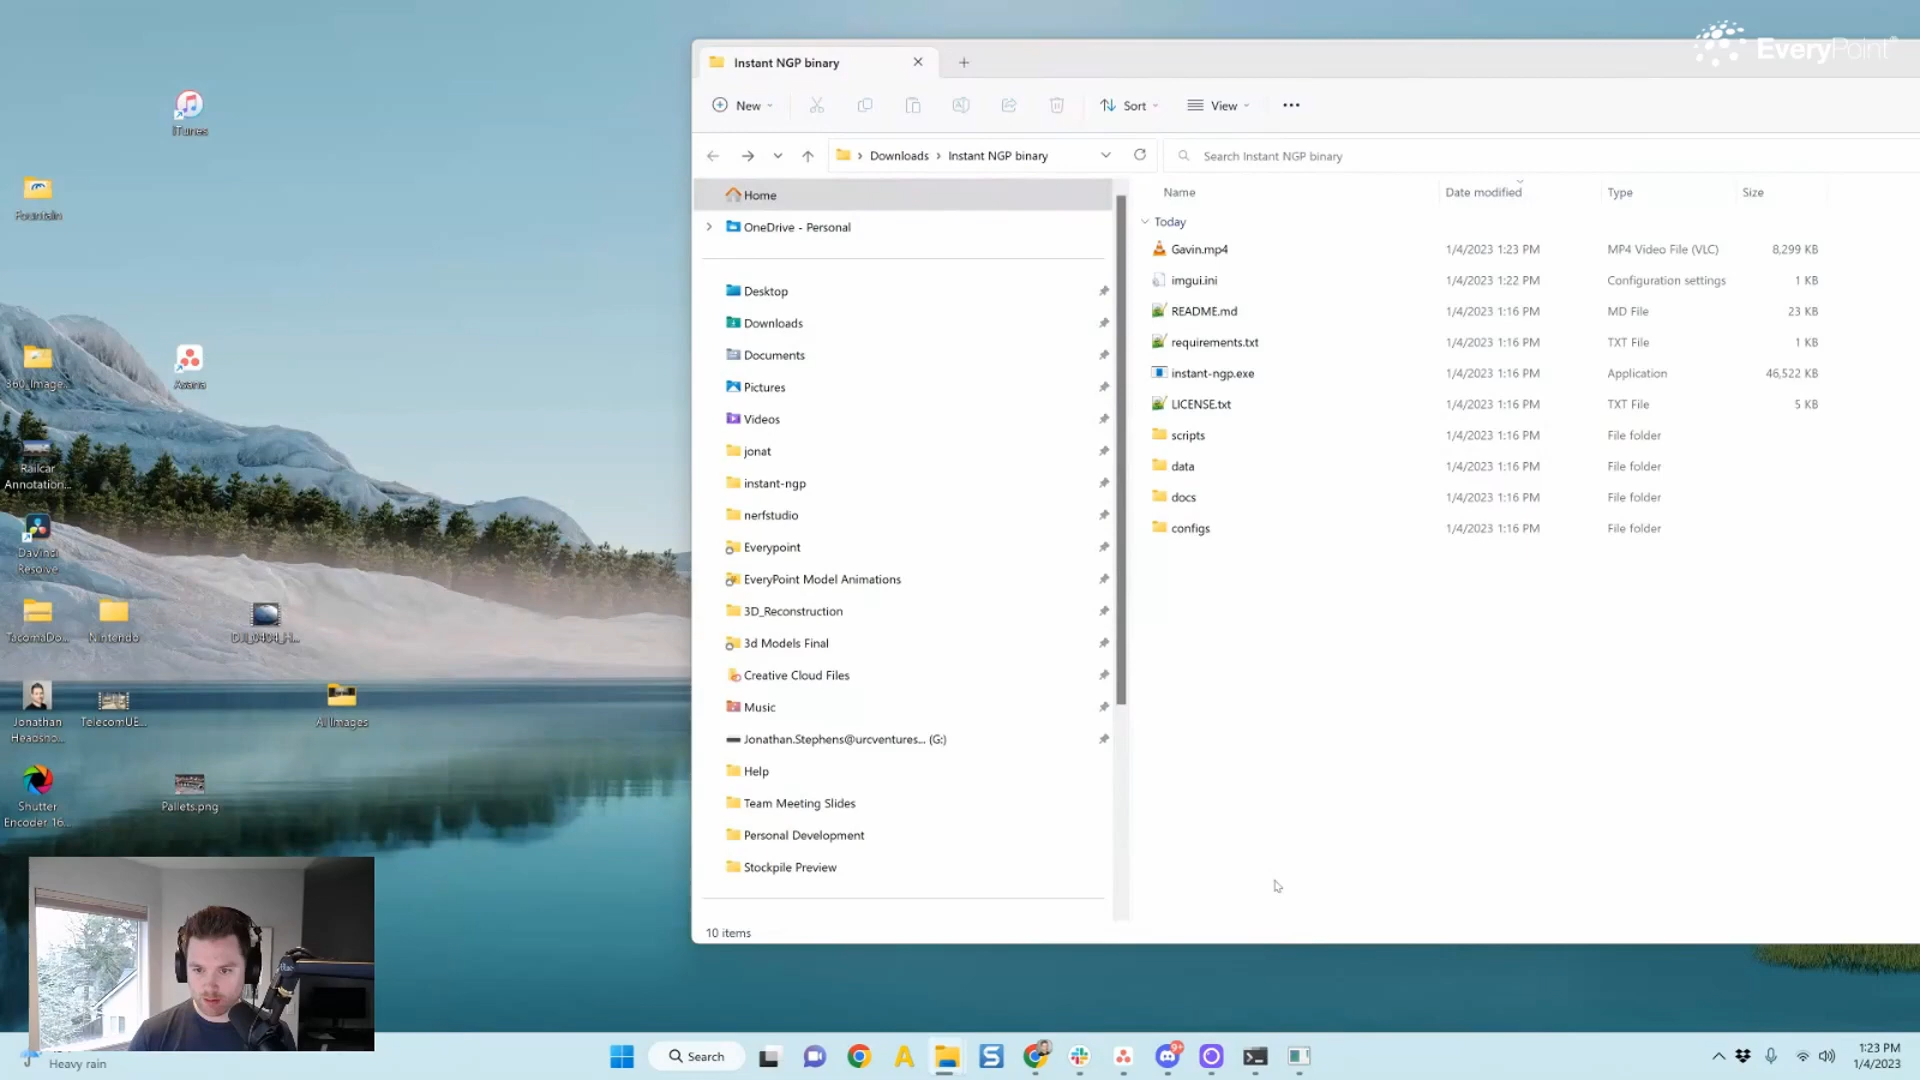 EveryPoint
Instant NGP binary
New
Sort
View
Downloads
Instant NGP binary
Search Instant NGP binary
Home
OneDrive - Personal
Desktop
Downloads
Documents
Pictures
Videos
jonat
instant-ngp
nerfstudio
Everypoint
EveryPoint Model Animations
3D_Reconstruction
3d Models Final
Creative Cloud Files
Music
Jonathan.Stephens@urcventures... (G:)
Help
Team Meeting Slides
Personal Development
Stockpile Preview
10 items
Name Date modified Type Size
Today
Gavin.mp4 1/4/2023 1:23 PM MP4 Video File (VLC) 8,299 KB
imgui.ini 1/4/2023 1:22 PM Configuration settings 1 KB
README.md 1/4/2023 1:16 PM MD File 23 KB
requirements.txt 1/4/2023 1:16 PM TXT File 1 KB
instant-ngp.exe 1/4/2023 1:16 PM Application 46,522 KB
LICENSE.txt 1/4/2023 1:16 PM TXT File 5 KB
scripts 1/4/2023 1:16 PM File folder
data 1/4/2023 1:16 PM File folder
docs 1/4/2023 1:16 PM File folder
configs 1/4/2023 1:16 PM File folder
iTunes
Fountain
360_Image...
Asana
Railcar
Annotation...
DaVinci
Resolve
TacomaDo...
Nintendo
DJI_0404_H...
Jonathan
Headsho...
TelecomUE...
AllImages
Shutter
Encoder 16...
Pallets.png
Heavy rain
Search
9+
1:23 PM
1/4/2023